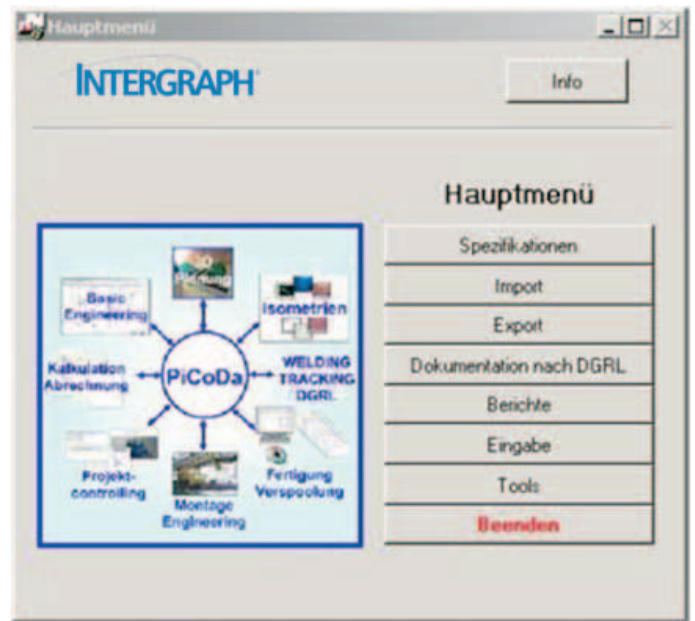 Hauptmenü
INTERGRAPH
Info
Hauptmenü
Spezifikationen
Import
Export
Dokumentation nach DGRL
Berichte
Eingabe
Tools
Beenden
Planung
Basic
Engineering
Isometrien
Kalkulation
Abrechnung
PiCoDa
WELDING
TRACKING
DGRL
Projekt-
controlling
Montage
Engineering
Fertigung
Verspoolung